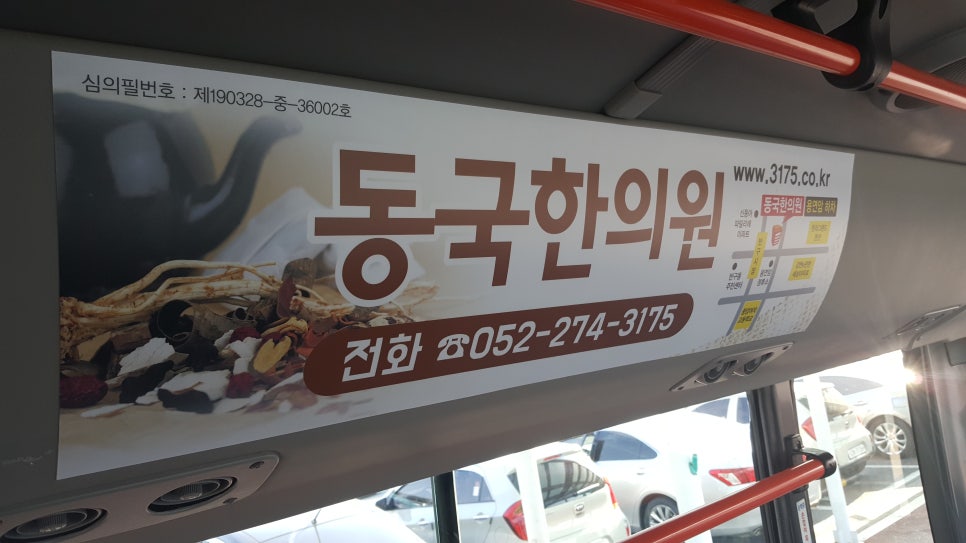 심의필번호 : 제190328-중-36002호
동국한의원
전화 ☎052-274-3175
www.3175.co.kr
동국한의원